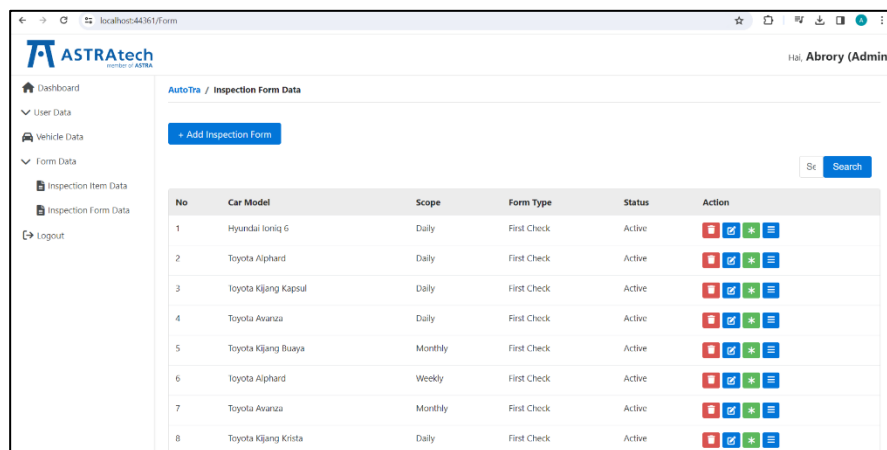 localhost:44361/Form
A
ASTRAtech
member of ASTRA
Hai, Abrory (Admin
Dashboard
AutoTra / Inspection Form Data
User Data
Vehicle Data
+ Add Inspection Form
Form Data
Se Search
Inspection Item Data
Inspection Form Data
Logout
No Car Model Scope Form Type Status Action
1 Hyundai Ioniq 6 Daily First Check Active
2 Toyota Alphard Daily First Check Active
3 Toyota Kijang Kapsul Daily First Check Active
4 Toyota Avanza Daily First Check Active
5 Toyota Kijang Buaya Monthly First Check Active
6 Toyota Alphard Weekly First Check Active
7 Toyota Avanza Monthly First Check Active
8 Toyota Kijang Krista Daily First Check Active